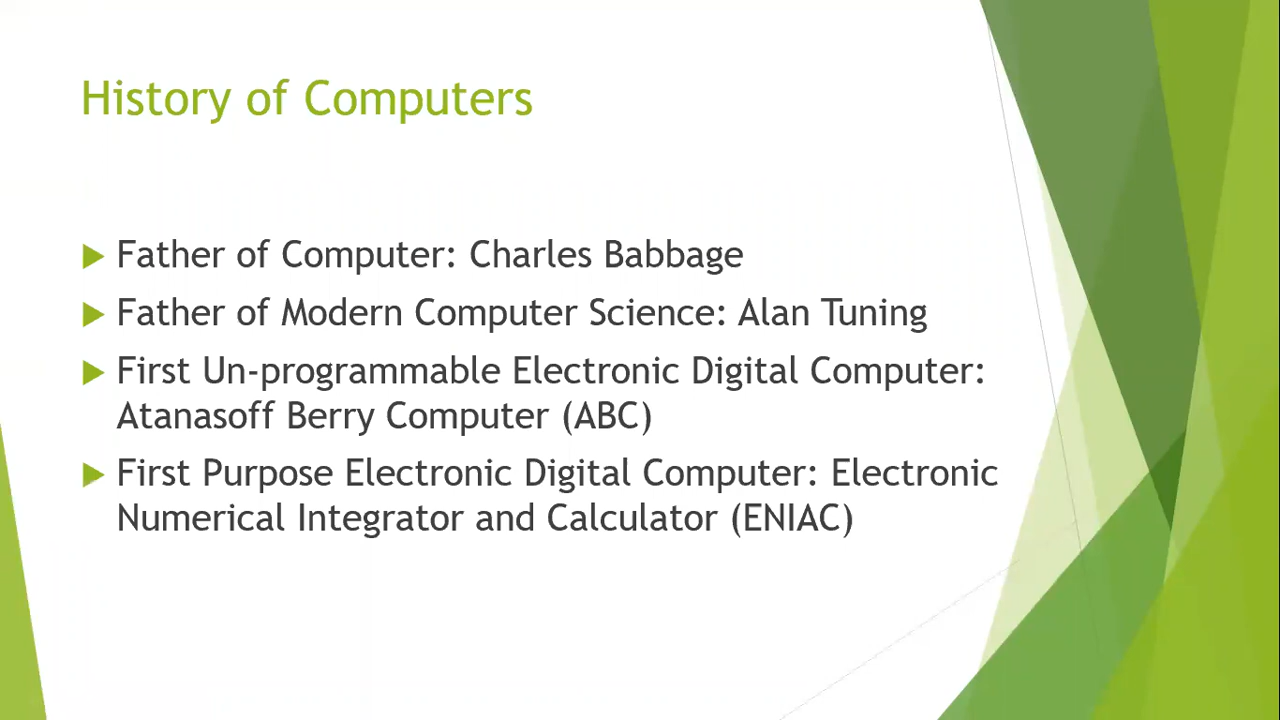 History of Computers
Father of Computer: Charles Babbage
Father of Modern Computer Science: Alan Tuning
First Un-programmable Electronic Digital Computer:
Atanasoff Berry Computer (ABC)
First Purpose Electronic Digital Computer: Electronic
Numerical Integrator and Calculator (ENIAC)